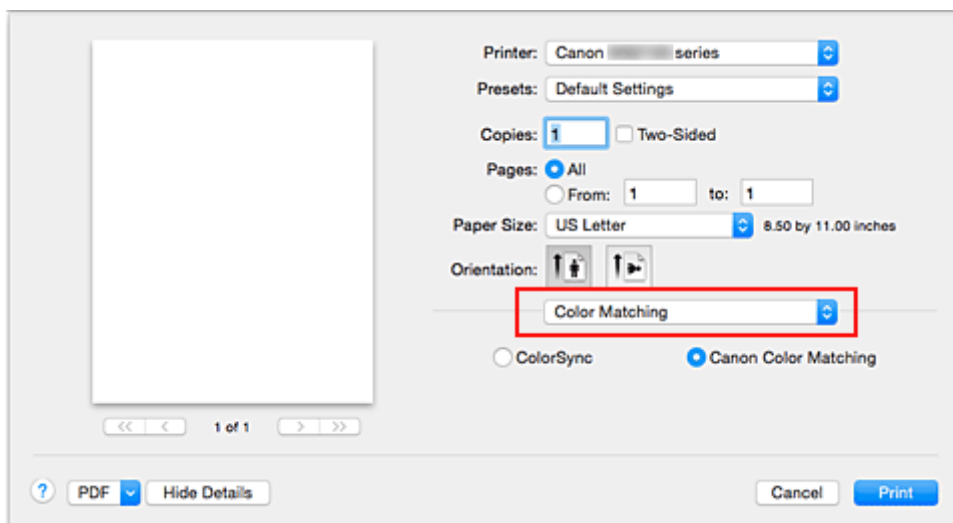 Printer: Canon series
Presets: Default Settings
Copies: 1 Two-Sided
Pages: All
From: 1 to: 1
Paper Size: US Letter 8.50 by 11.00 inches
Orientation:
Color Matching
ColorSync Canon Color Matching
<< < 1 of 1 > >>
? PDF Hide Details Cancel Print